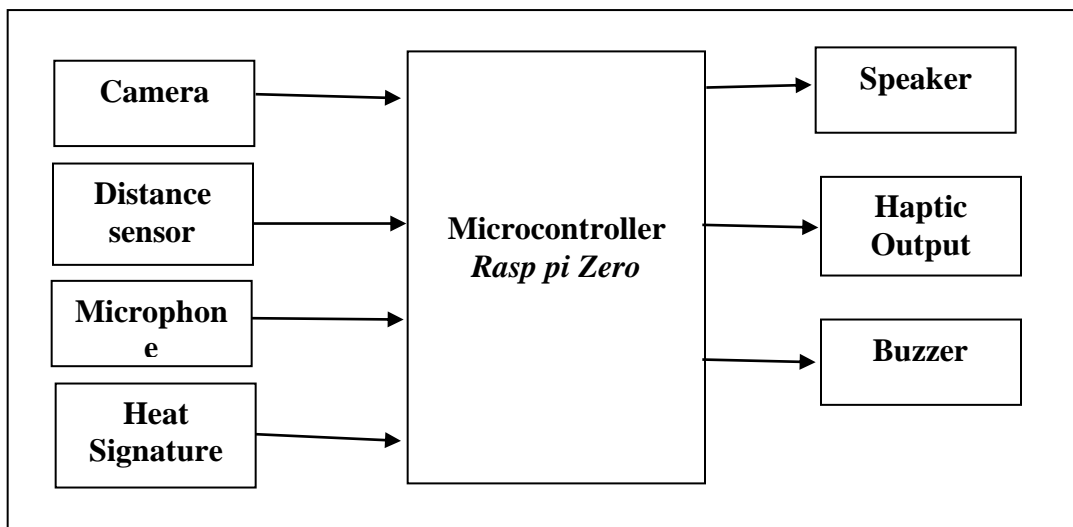 Camera
Distance
sensor
Microphon
e
Heat
Signature
Microcontroller
Rasp pi Zero
Speaker
Haptic
Output
Buzzer